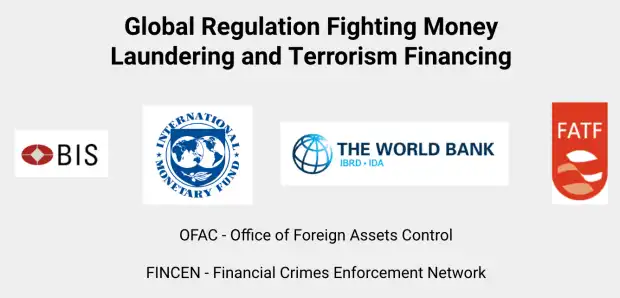 Global Regulation Fighting Money
Laundering and Terrorism Financing
BIS
INTERNATIONAL MONETARY FUND
THE WORLD BANK
IBRD • IDA
FATF
OFAC - Office of Foreign Assets Control
FINCEN - Financial Crimes Enforcement Network